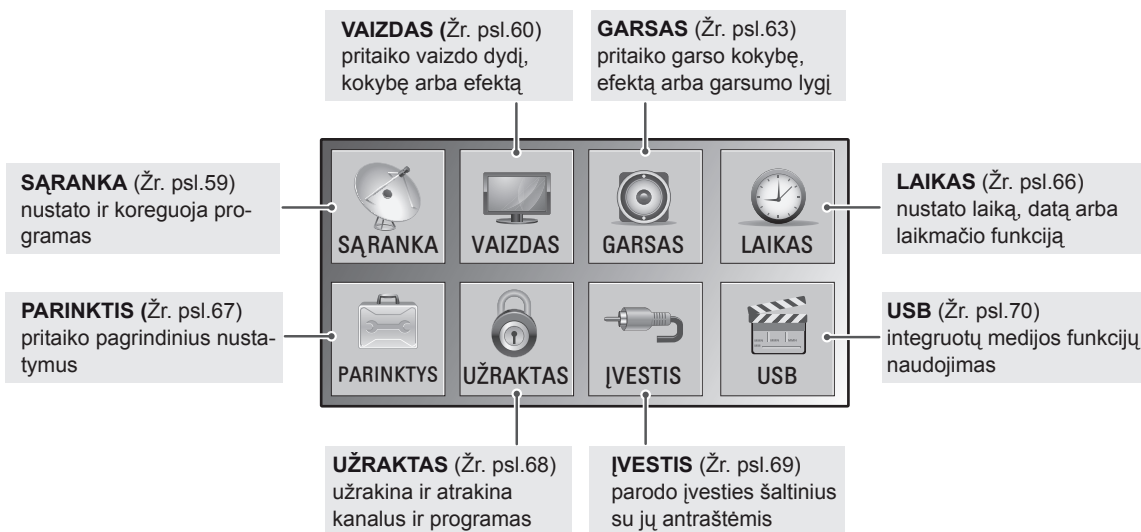 VAIZDAS (Žr. psl.60)
pritaiko vaizdo dydį,
kokybę arba efektą
GARSAS (Žr. psl.63)
pritaiko garso kokybę,
efektą arba garsumo lygį
SĄRANKA (Žr. psl.59)
nustato ir koreguoja pro-
gramas
LAIKAS (Žr. psl.66)
nustato laiką, datą arba
laikmačio funkciją
SĄRANKA
VAIZDAS
GARSAS
LAIKAS
PARINKTIS (Žr. psl.67)
pritaiko pagrindinius nusta-
tymus
USB (Žr. psl.70)
integruotų medijos funkcijų
naudojimas
PARINKTYS
UŽRAKTAS
ĮVESTIS
USB
UŽRAKTAS (Žr. psl.68)
užrakina ir atrakina
kanalus ir programas
ĮVESTIS (Žr. psl.69)
parodo įvesties šaltinius
su jų antraštėmis